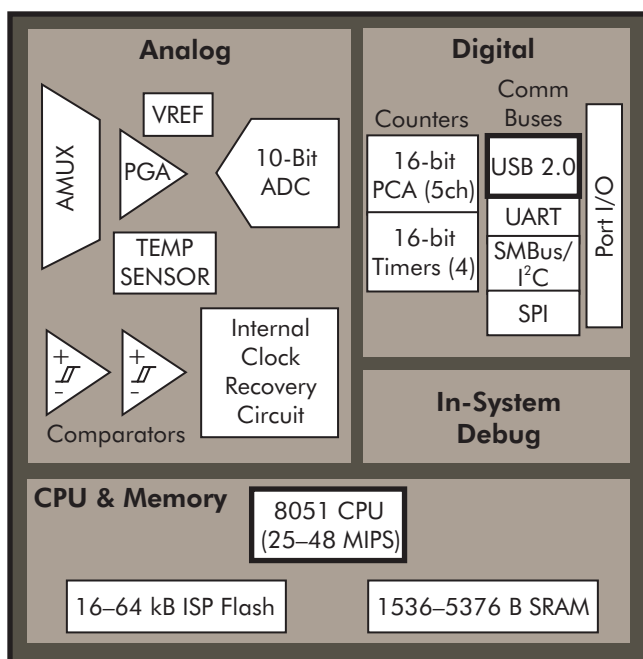 Analog
VREF
AMUX
PGA
10-Bit
ADC
TEMP
SENSOR
+
-
+
-
Comparators
Internal
Clock
Recovery
Circuit
Digital
Counters
Comm
Buses
16-bit
PCA (5ch)
16-bit
Timers (4)
USB 2.0
UART
SMBus/
I²C
SPI
Port I/O
In-System
Debug
CPU & Memory
8051 CPU
(25–48 MIPS)
16–64 kB ISP Flash
1536–5376 B SRAM